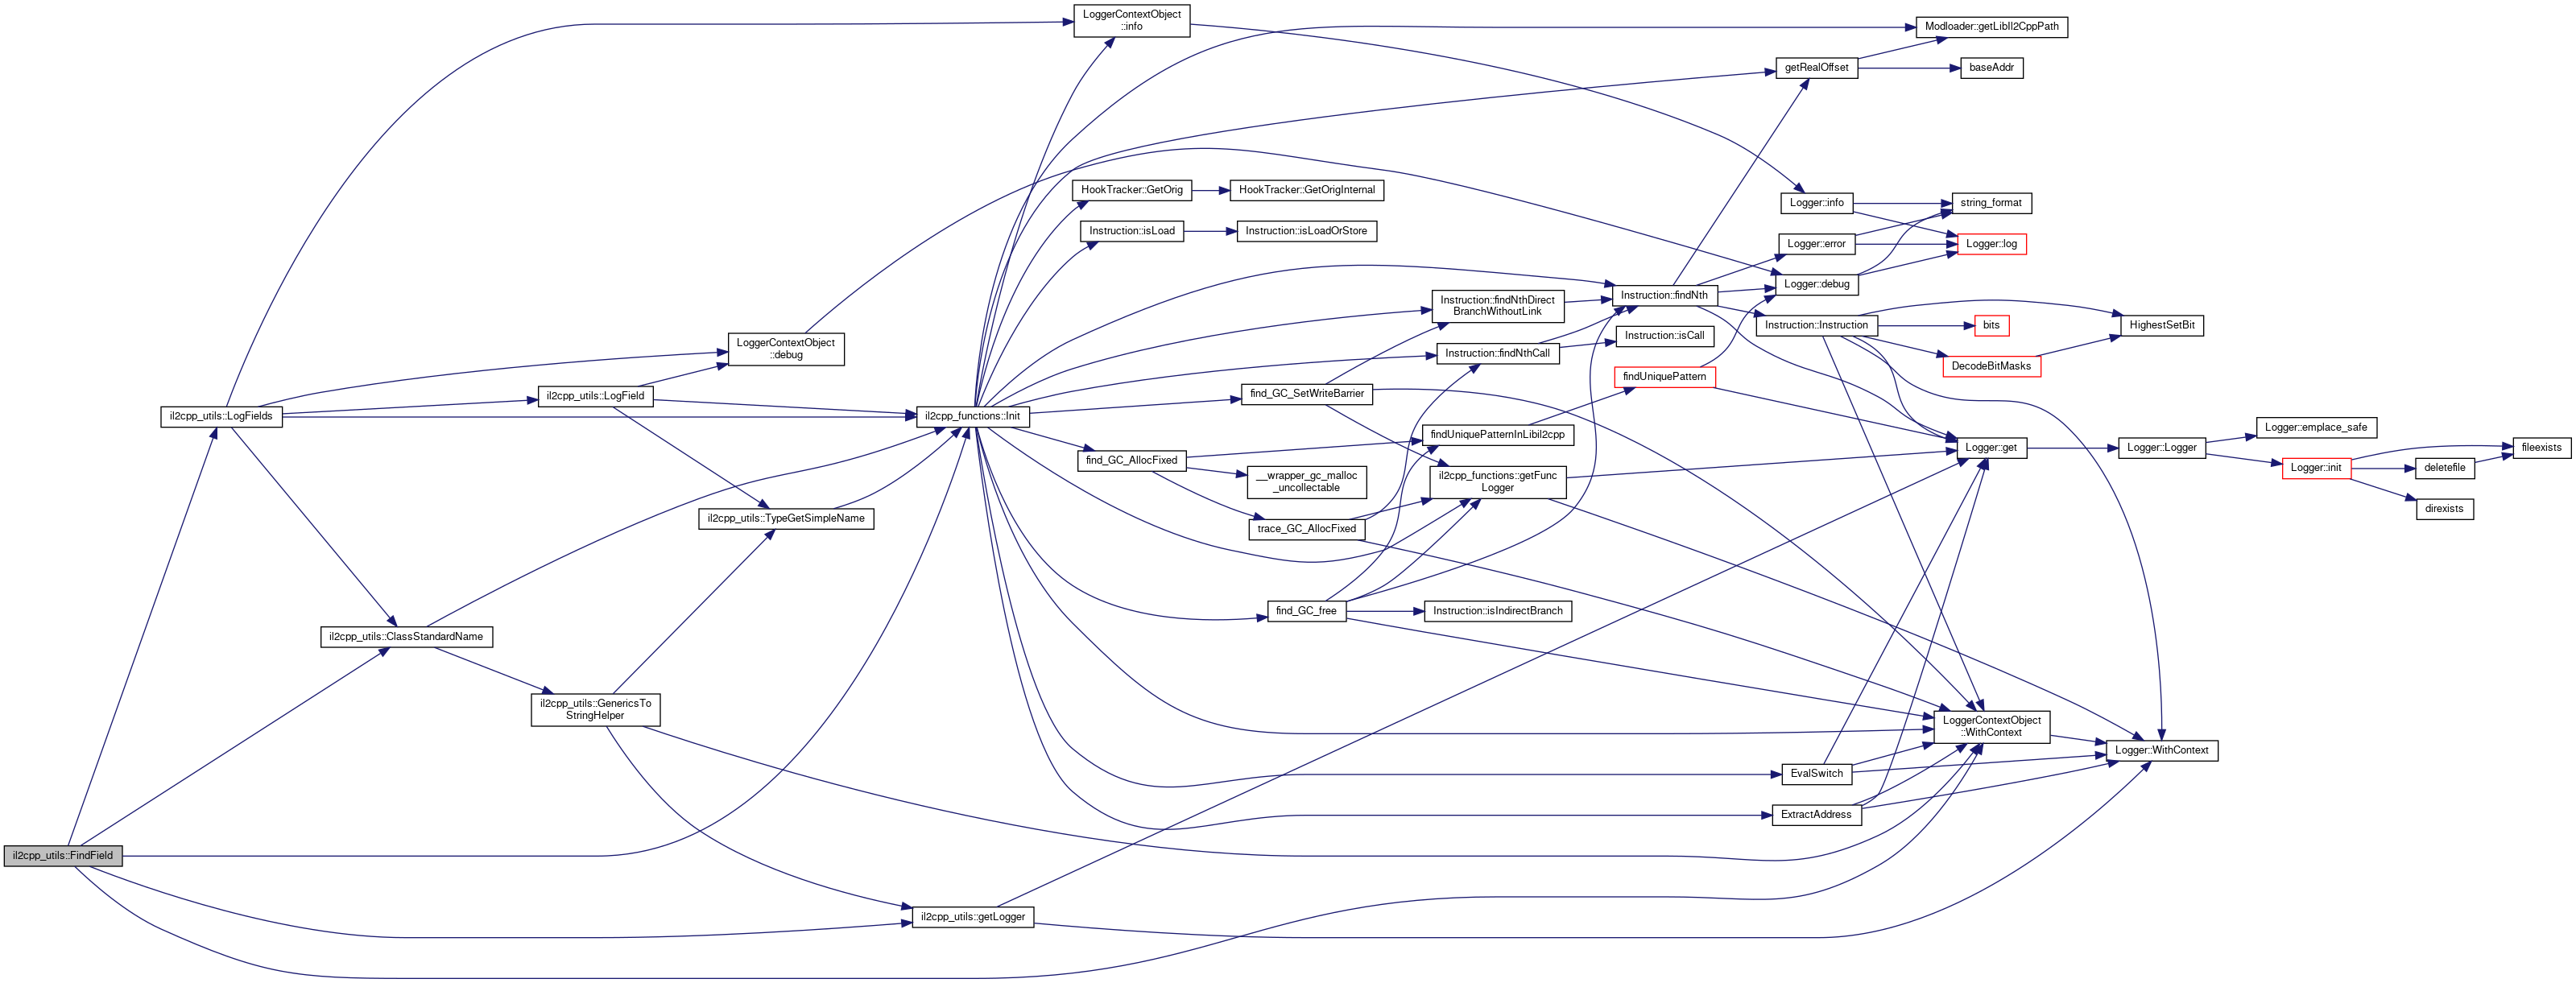 LoggerContextObject
::info
Modloader::getLibIl2CppPath
getRealOffset
baseAddr
HookTracker::GetOrig
HookTracker::GetOrigInternal
Logger::info
string_format
Instruction::isLoad
Instruction::isLoadOrStore
Logger::error
Logger::log
Logger::debug
Instruction::findNth
Instruction::findNthDirect
BranchWithoutLink
Instruction::Instruction
bits
HighestSetBit
Instruction::isCall
LoggerContextObject
::debug
Instruction::findNthCall
DecodeBitMasks
findUniquePattern
il2cpp_utils::LogField
find_GC_SetWriteBarrier
il2cpp_utils::LogFields
il2cpp_functions::Init
Logger::emplace_safe
findUniquePatternInLibil2cpp
Logger::get
Logger::Logger
fileexists
find_GC_AllocFixed
Logger::init
deletefile
__wrapper_gc_malloc
_uncollectable
il2cpp_functions::getFunc
Logger
direxists
il2cpp_utils::TypeGetSimpleName
trace_GC_AllocFixed
find_GC_free
Instruction::isIndirectBranch
il2cpp_utils::ClassStandardName
il2cpp_utils::GenericsTo
StringHelper
LoggerContextObject
::WithContext
Logger::WithContext
EvalSwitch
ExtractAddress
il2cpp_utils::FindField
il2cpp_utils::getLogger